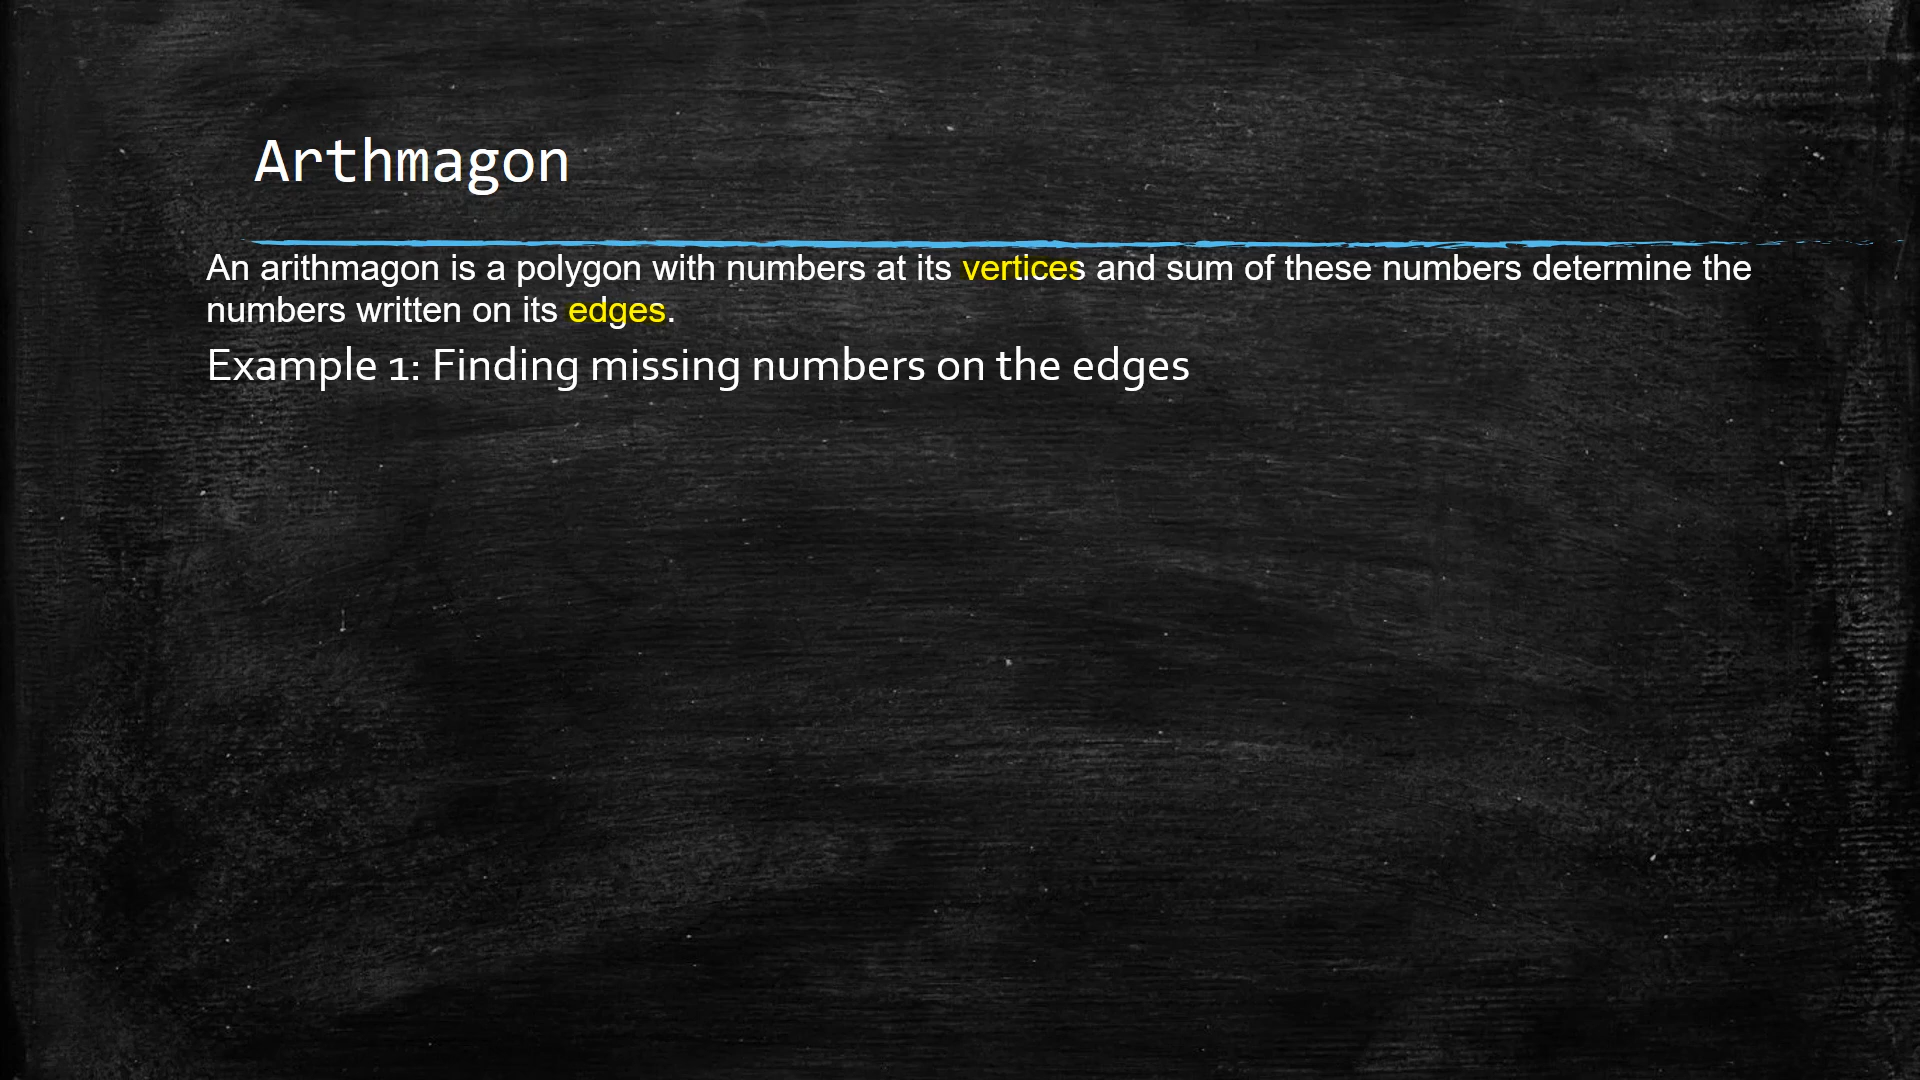 Arthmagon
An arithmagon is a polygon with numbers at its vertices and sum of these numbers determine the
numbers written on its edges.
Example 1: Finding missing numbers on the edges